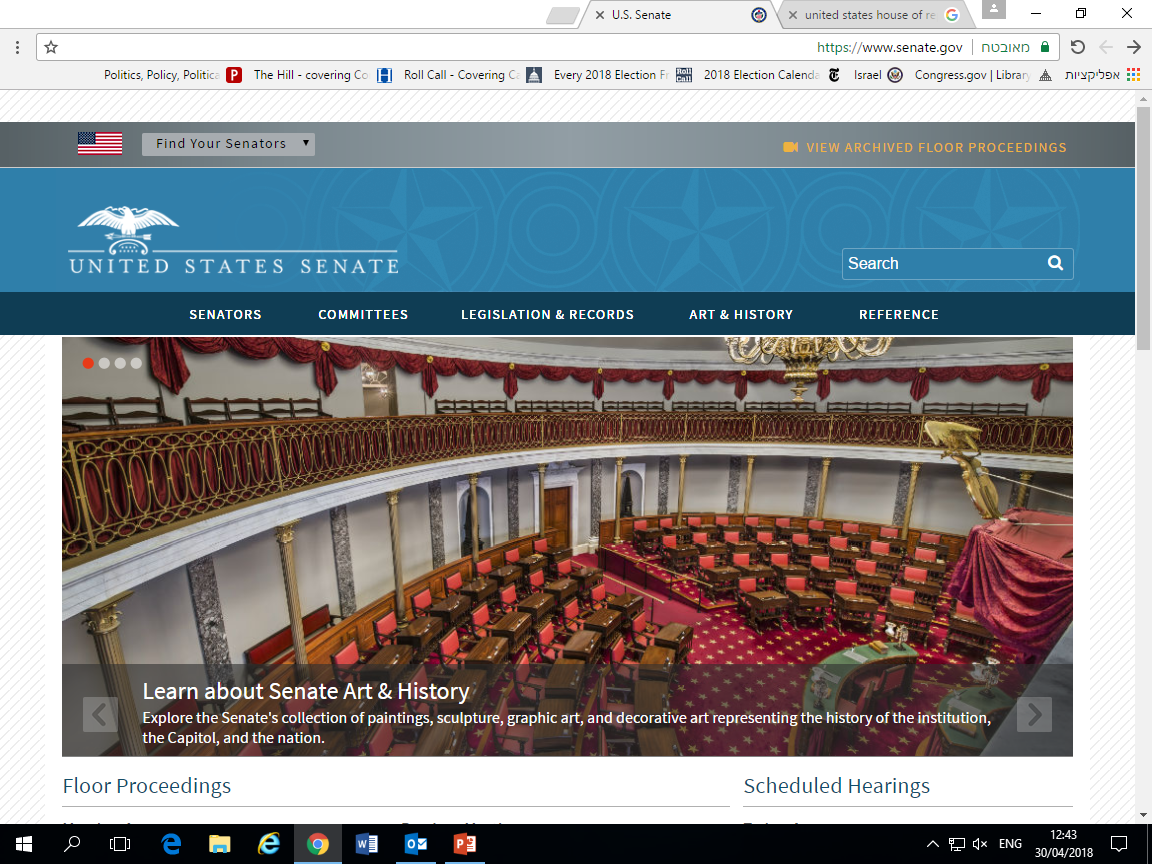 U.S. Senate
united states house of re
https://www.senate.gov
מאובטח
Politics, Policy, Politica
The Hill - covering Co
Roll Call - Covering Ca
Every 2018 Election Fr
2018 Election Calenda
Israel
Congress.gov | Library
אפליקציות
Find Your Senators
VIEW ARCHIVED FLOOR PROCEEDINGS
UNITED STATES SENATE
Search
SENATORS COMMITTEES LEGISLATION & RECORDS ART & HISTORY REFERENCE
Learn about Senate Art & History
Explore the Senate's collection of paintings, sculpture, graphic art, and decorative art representing the history of the institution,
the Capitol, and the nation.
Floor Proceedings
Scheduled Hearings
ENG
12:43
30/04/2018